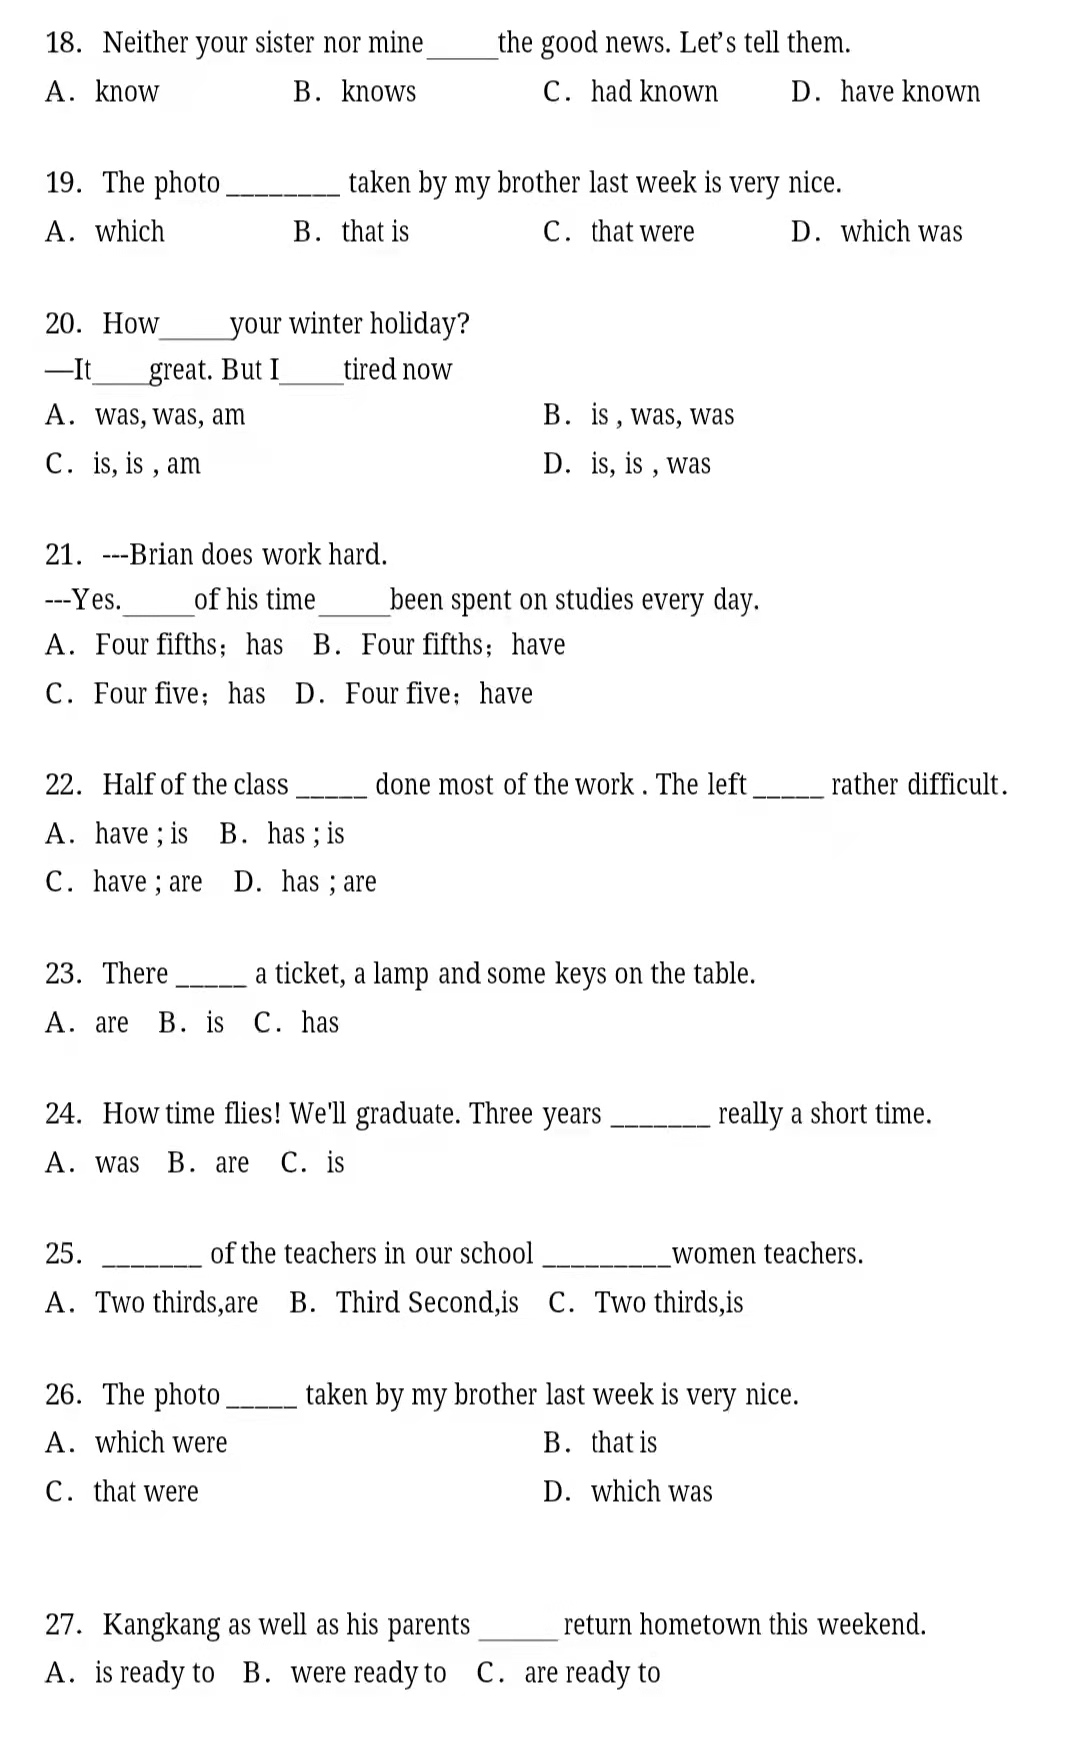 18. Neither your sister nor mine_____the good news. Let's tell them.
A. know B. knows C. had known D. have known
19. The photo ________ taken by my brother last week is very nice.
A. which B. that is C. that were D. which was
20. How_____your winter holiday?
—It____great. But I____tired now
A. was, was, am B. is , was, was
C. is, is , am D. is, is , was
21. ---Brian does work hard.
---Yes._____of his time_____been spent on studies every day.
A. Four fifths; has B. Four fifths; have
C. Four five; has D. Four five; have
22. Half of the class _____ done most of the work . The left _____ rather difficult.
A. have ; is B. has ; is
C. have ; are D. has ; are
23. There _____ a ticket, a lamp and some keys on the table.
A. are B. is C. has
24. How time flies! We'll graduate. Three years _______ really a short time.
A. was B. are C. is
25. _______ of the teachers in our school _________women teachers.
A. Two thirds,are B. Third Second,is C. Two thirds,is
26. The photo _____ taken by my brother last week is very nice.
A. which were B. that is
C. that were D. which was
27. Kangkang as well as his parents ______ return hometown this weekend.
A. is ready to B. were ready to C. are ready to